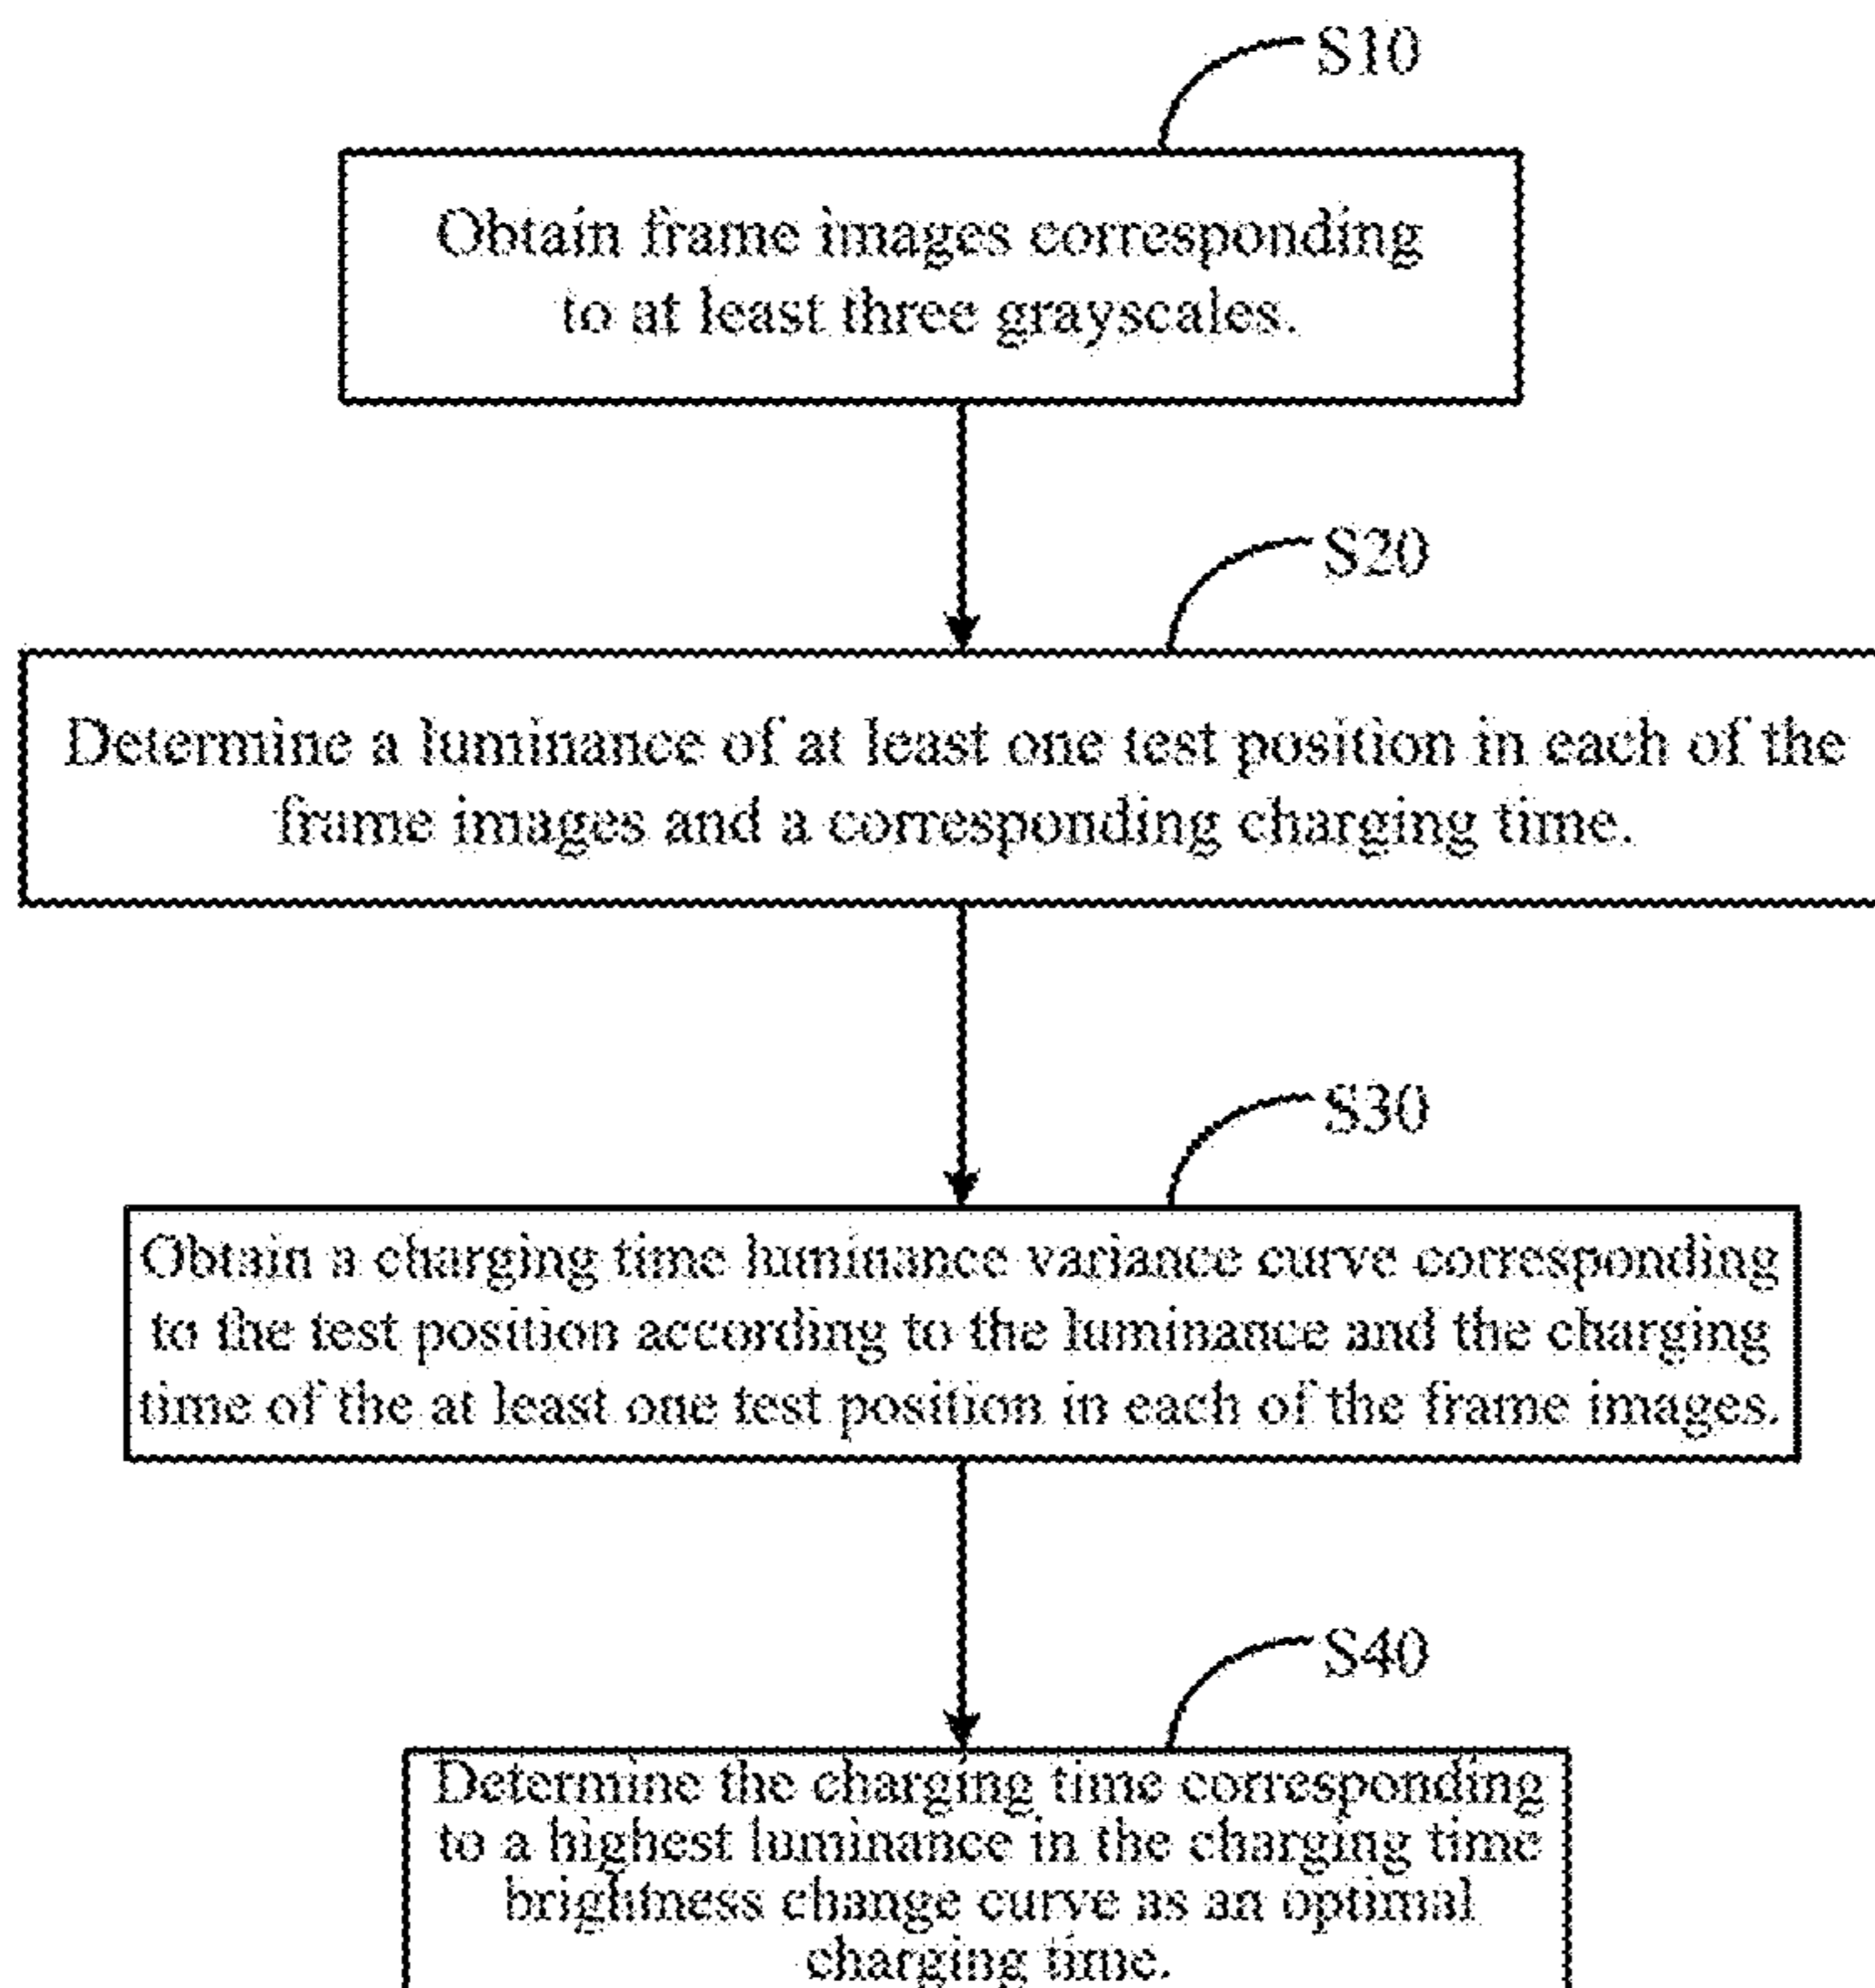 S10
Obtain frame images corresponding
to at least three grayscales.
S20
Determine a luminance of at least one test position in each of the
frame images and a corresponding charging time.
S30
Obtain a charging time luminance variance curve corresponding
to the test position according to the luminance and the charging
time of the at least one test position in each of the frame images.
S40
Determine the charging time corresponding
to a highest luminance in the charging time
brightness change curve as an optimal
charging time.